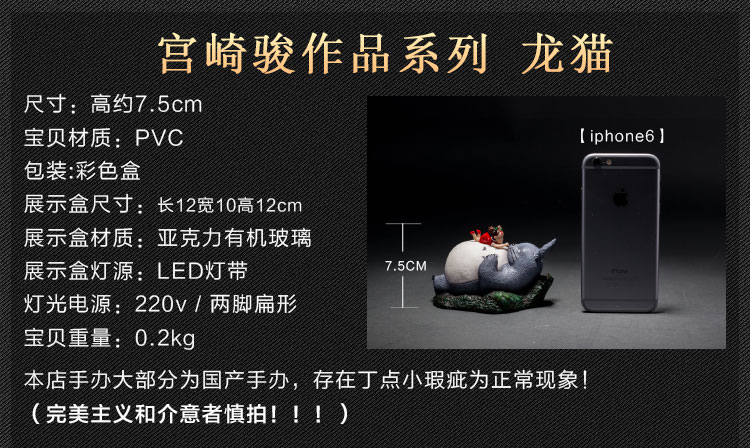 宫崎骏作品系列 龙猫
尺寸：高约7.5cm
宝贝材质：PVC
包装:彩色盒
展示盒尺寸：长12宽10高12cm
展示盒材质：亚克力有机玻璃
展示盒灯源：LED灯带
灯光电源：220v / 两脚扁形
宝贝重量：0.2kg
【iphone6】
7.5CM
iPhone
本店手办大部分为国产手办，存在丁点小瑕疵为正常现象！
（完美主义和介意者慎拍！！！）